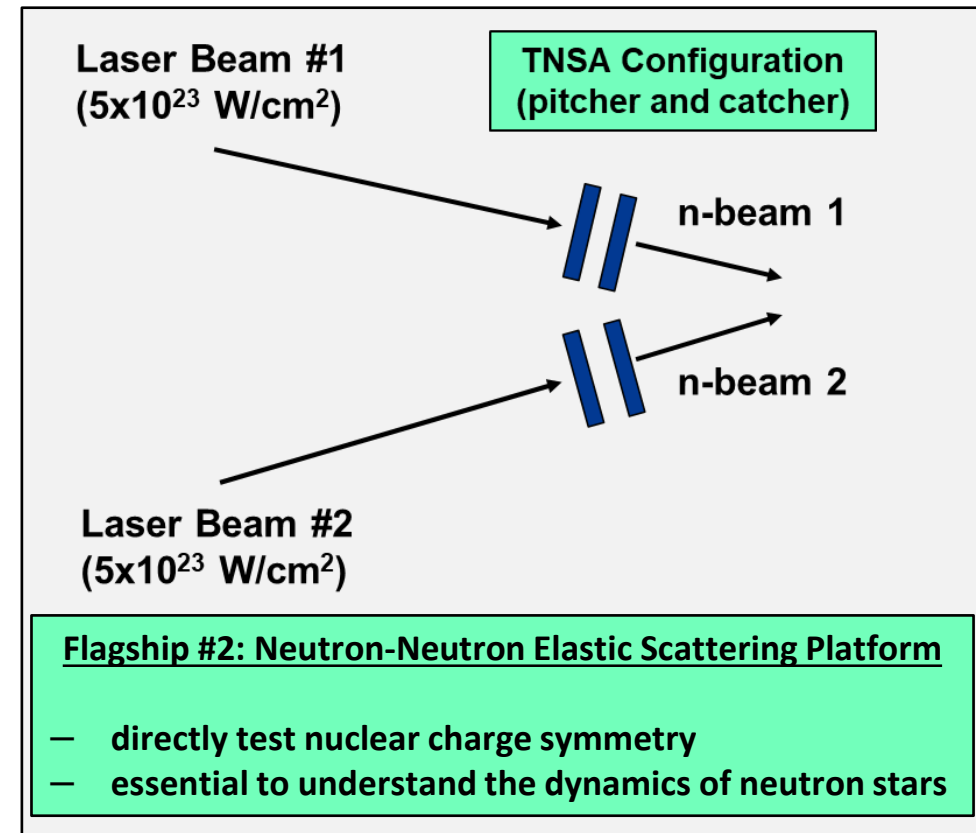 Laser Beam #1
(5x10²³ W/cm²)
TNSA Configuration
(pitcher and catcher)
n-beam 1
n-beam 2
Laser Beam #2
(5x10²³ W/cm²)
Flagship #2: Neutron-Neutron Elastic Scattering Platform
– directly test nuclear charge symmetry
– essential to understand the dynamics of neutron stars